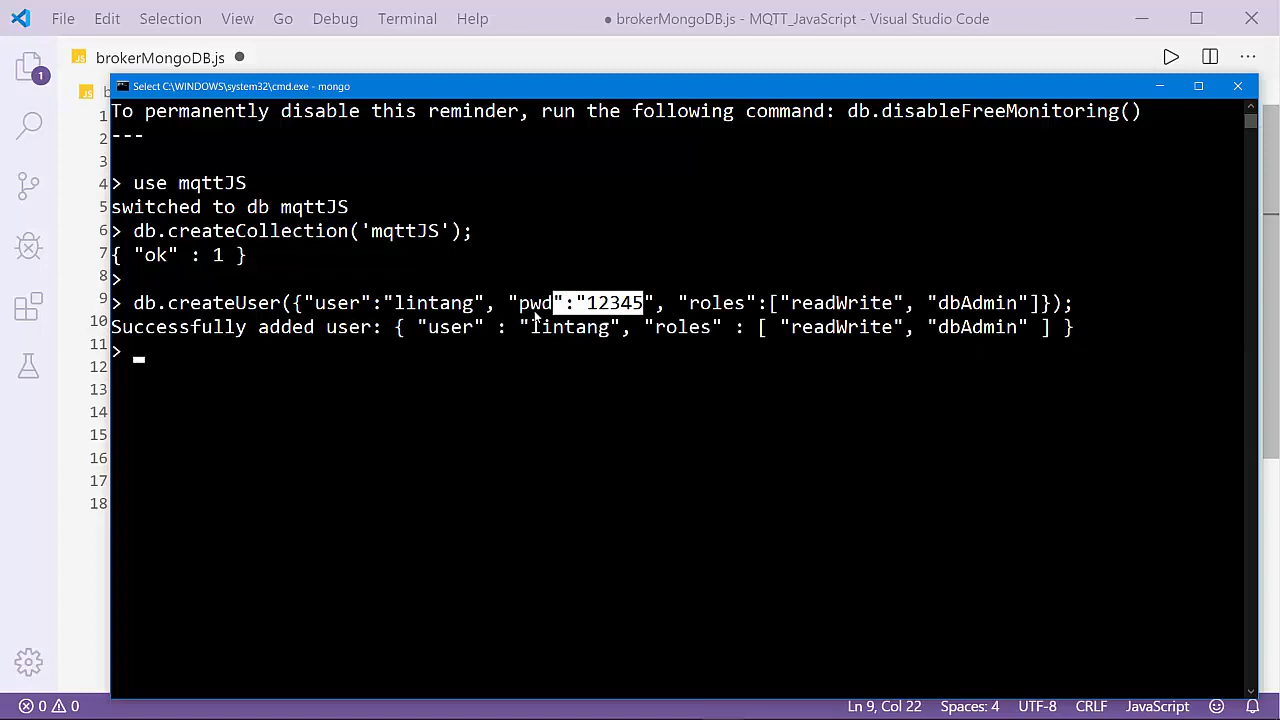 File Edit Selection View Go Debug Terminal Help ● brokerMongoDB.js - MQTT_JavaScript - Visual Studio Code
JS brokerMongoDB.js ●
JS b
Select C:\WINDOWS\system32\cmd.exe - mongo
1
To permanently disable this reminder, run the following command: db.disableFreeMonitoring()
1
---
2
3
4
> use mqttJS
5
switched to db mqttJS
6
> db.createCollection('mqttJS');
7
{ "ok" : 1 }
8
>
9
> db.createUser({"user":"lintang", "pwd":"12345", "roles":["readWrite", "dbAdmin"]});
10
Successfully added user: { "user" : "lintang", "roles" : [ "readWrite", "dbAdmin" ] }
11
>
12
13
14
15
16
17
18
0 0 Ln 9, Col 22 Spaces: 4 UTF-8 CRLF JavaScript